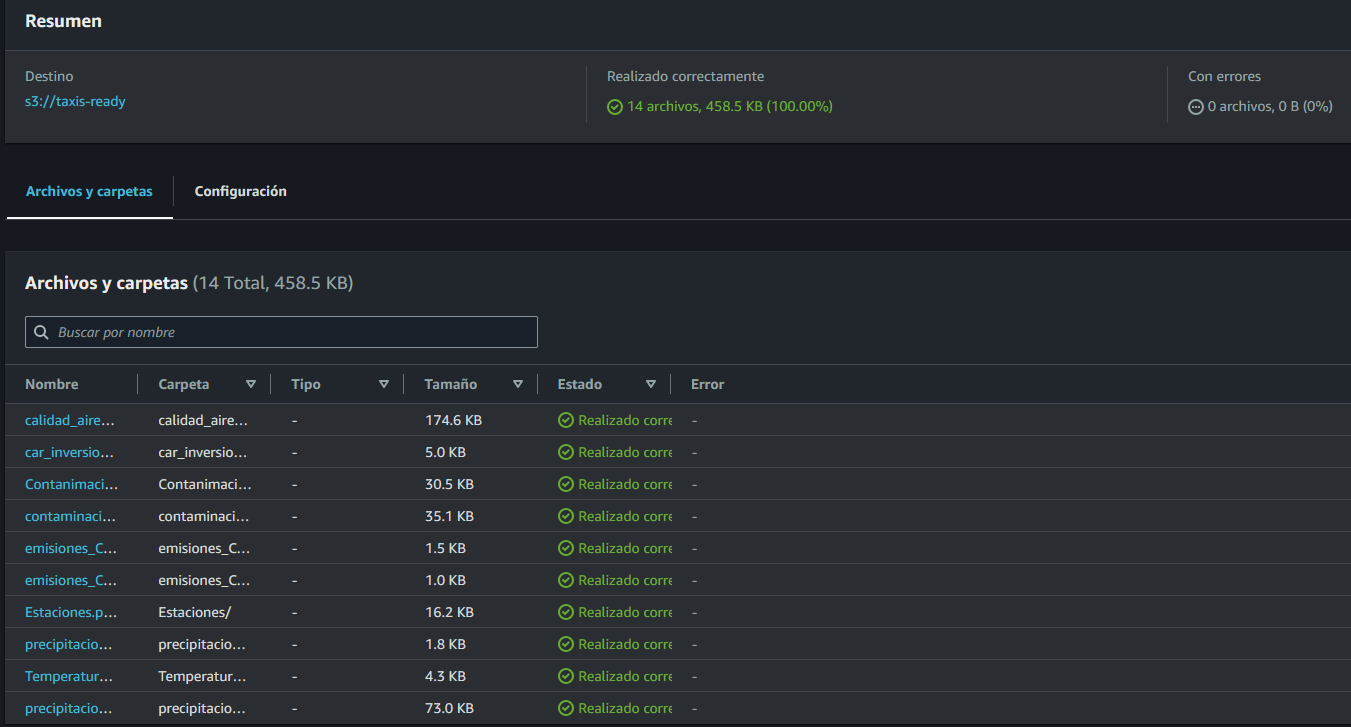 Resumen
Destino Realizado correctamente Con errores
s3://taxis-ready 14 archivos, 458.5 KB (100.00%) 0 archivos, 0 B (0%)
Archivos y carpetas Configuración
Archivos y carpetas (14 Total, 458.5 KB)
Buscar por nombre
Nombre Carpeta Tipo Tamaño Estado Error
calidad_aire... calidad_aire... - 174.6 KB Realizado corre -
car_inversio... car_inversio... - 5.0 KB Realizado corre -
Contanimaci... Contanimaci... - 30.5 KB Realizado corre -
contaminaci... contaminaci... - 35.1 KB Realizado corre -
emisiones_C... emisiones_C... - 1.5 KB Realizado corre -
emisiones_C... emisiones_C... - 1.0 KB Realizado corre -
Estaciones.p... Estaciones/ - 16.2 KB Realizado corre -
precipitacio... precipitacio... - 1.8 KB Realizado corre -
Temperatur... Temperatur... - 4.3 KB Realizado corre -
precipitacio... precipitacio... - 73.0 KB Realizado corre -